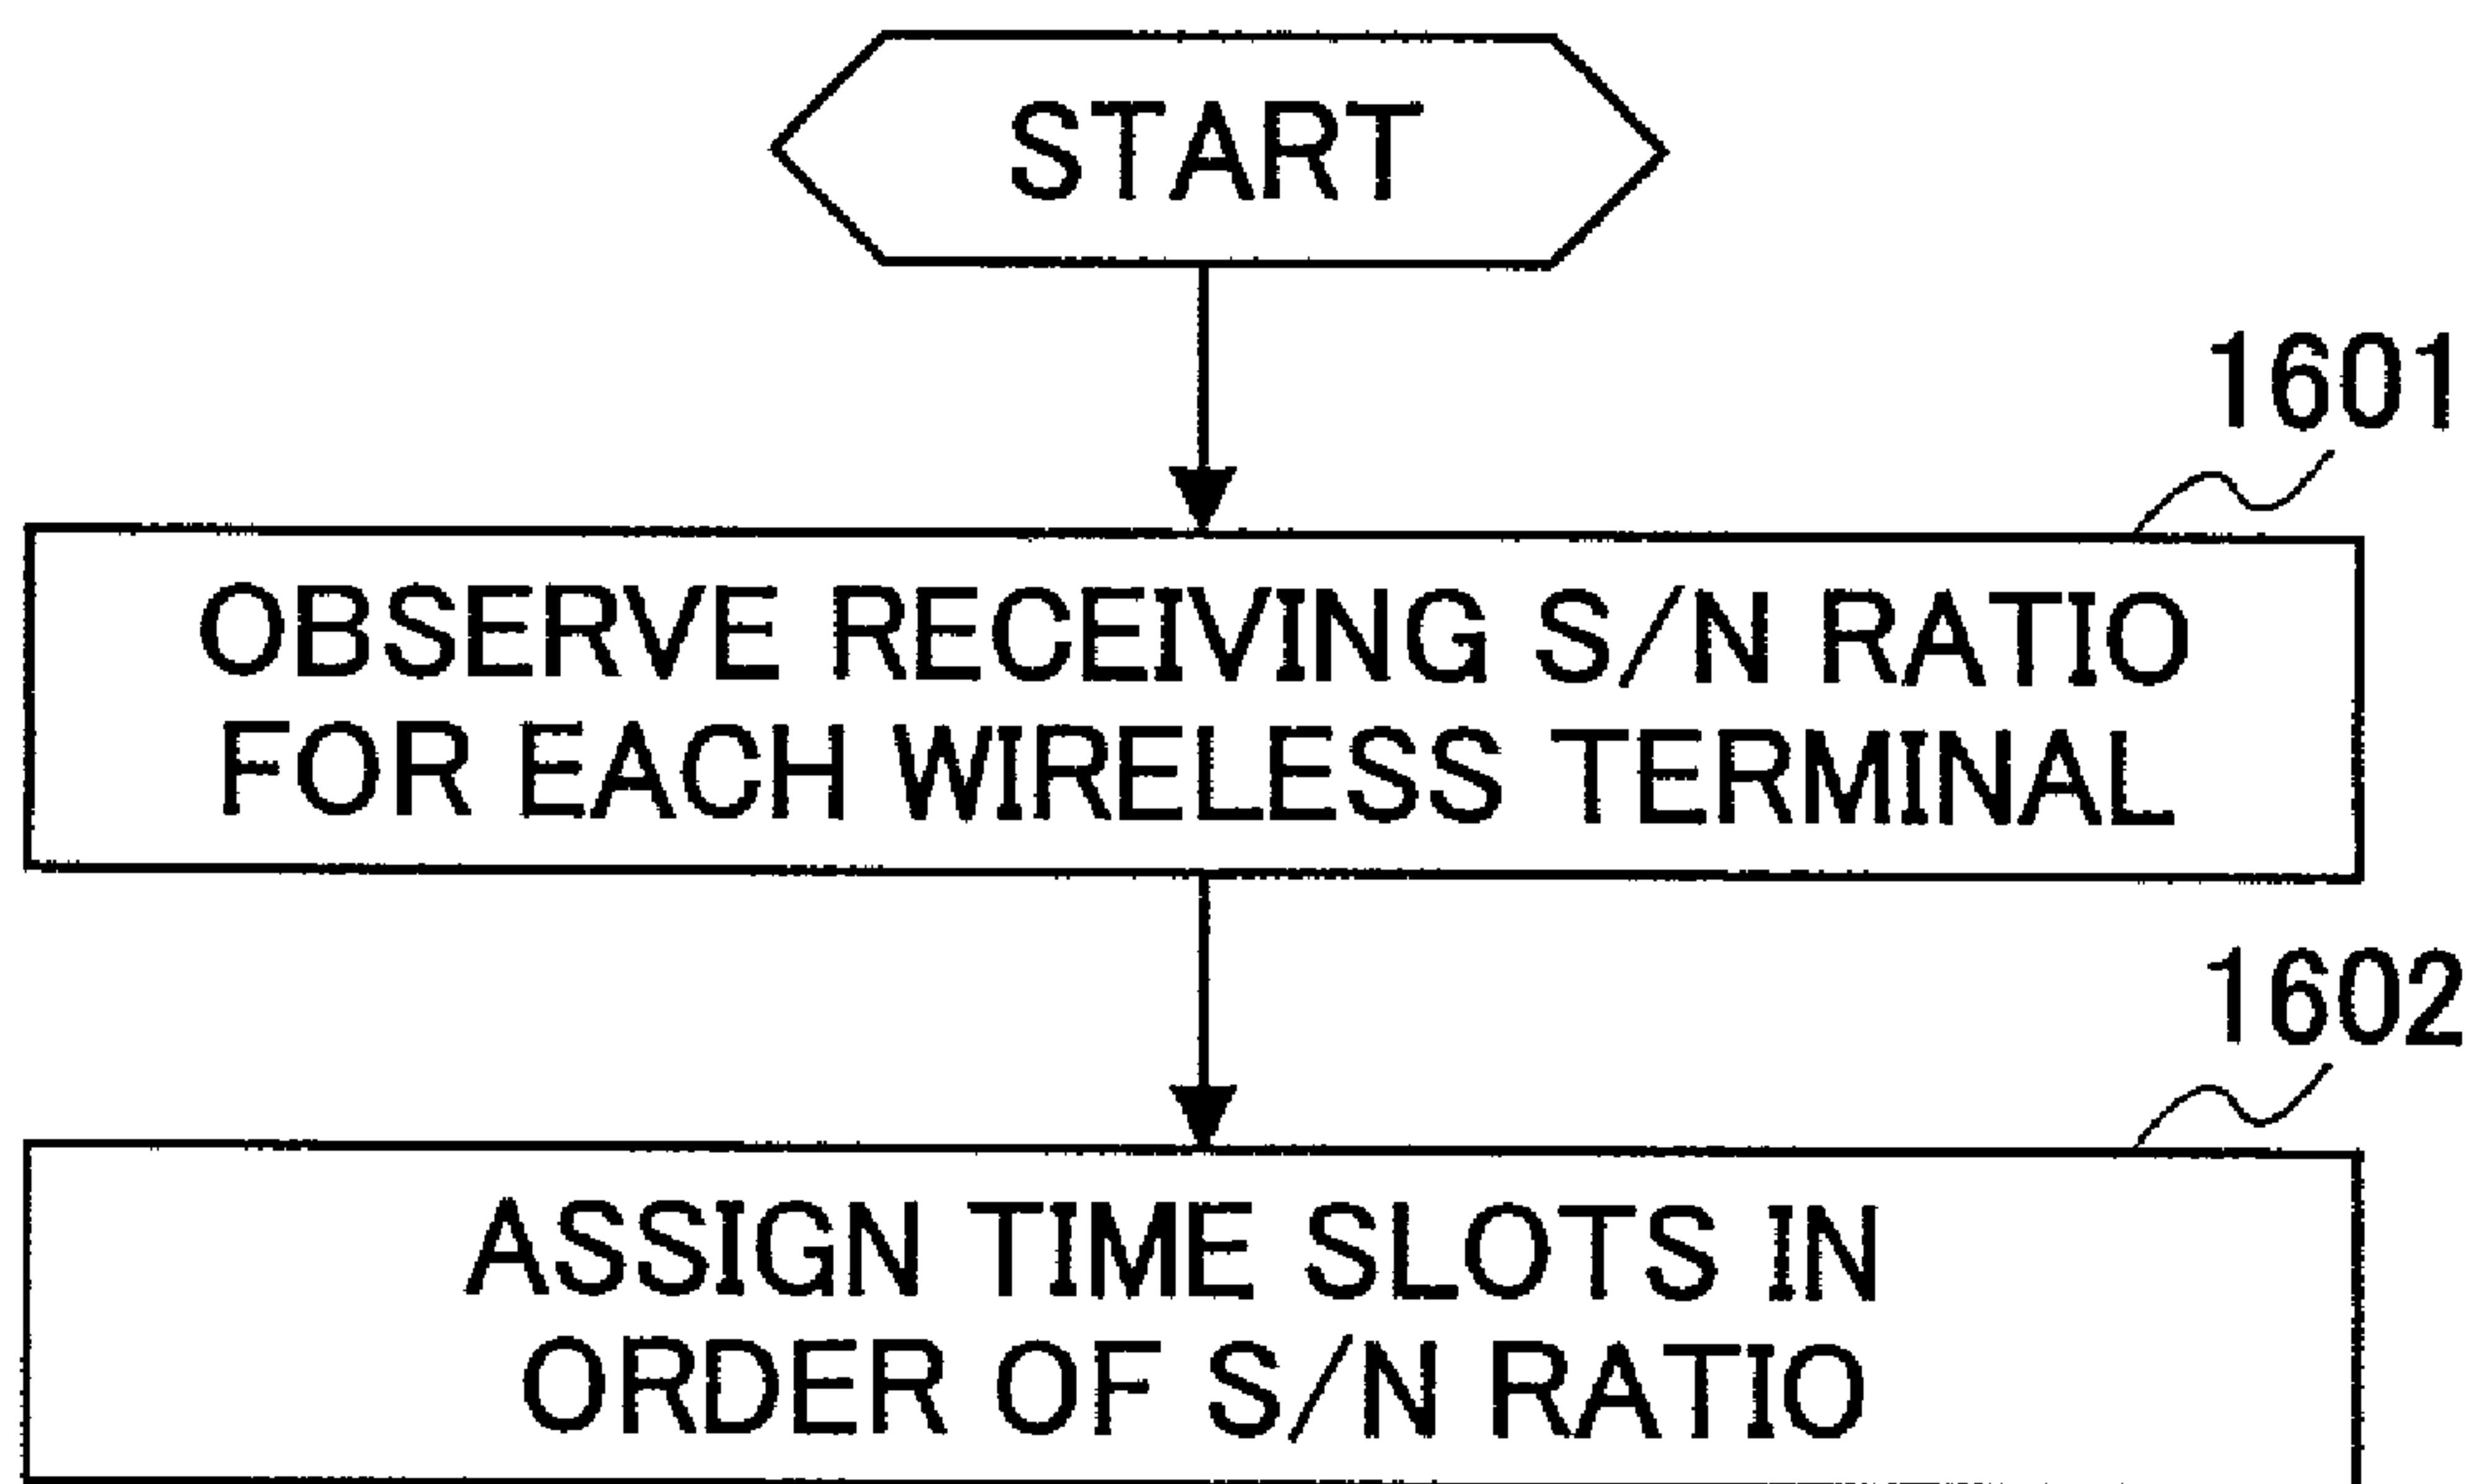 START
1601
OBSERVE RECEIVING S/N RATIO
FOR EACH WIRELESS TERMINAL
1602
ASSIGN TIME SLOTS IN
ORDER OF S/N RATIO